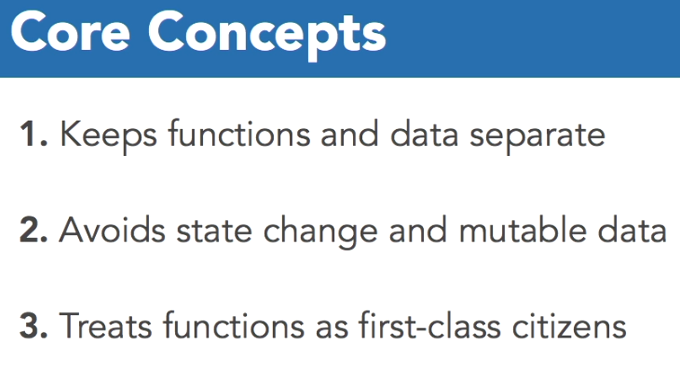 Core Concepts
1. Keeps functions and data separate
2. Avoids state change and mutable data
3. Treats functions as first-class citizens